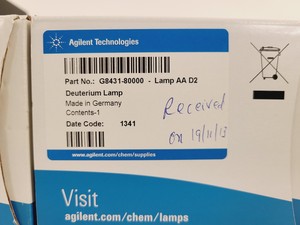 Agilent Technologies
Part No.: G8431-80000 - Lamp AA D2
Deuterium Lamp
Made in Germany
Contents-1
Date Code: 1341
Received
on 19/11/13
www.agilent.com/chem/supplies
Visit
agilent.com/chem/lamps